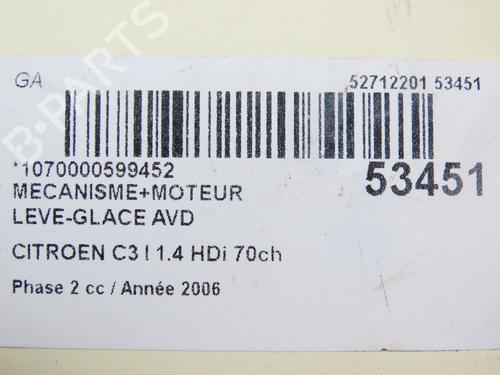 GA
52712201 53451
*1070000599452
53451
MECANISME+MOTEUR
LEVE-GLACE AVD
CITROEN C3 I 1.4 HDi 70ch
Phase 2 cc / Année 2006
B-PARTS